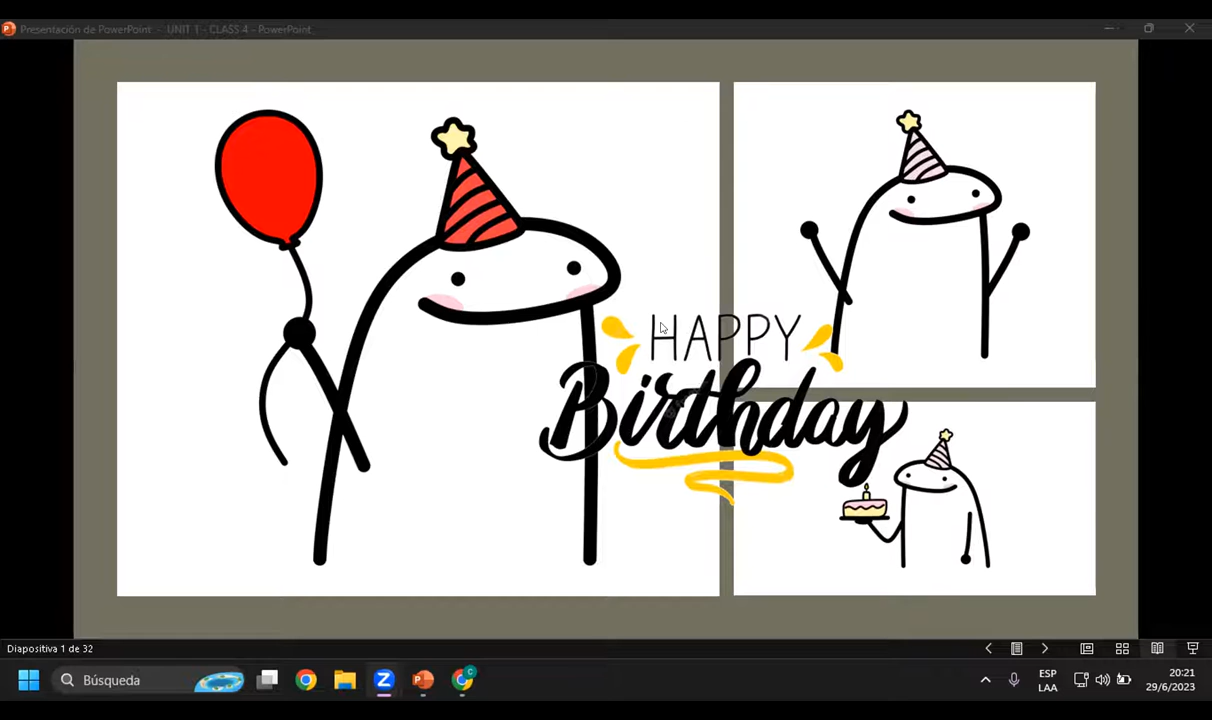 Presentación de PowerPoint - UNIT 1 - CLASS 4 - PowerPoint
HAPPY
Birthday
Diapositiva 1 de 32
Búsqueda
ESP
LAA
20:21
29/6/2023